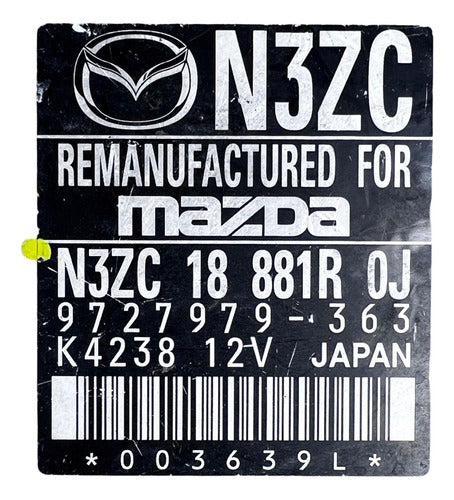 N3ZC
REMANUFACTURED FOR
mazda
N3ZC 18 881R 0J
9727979-363
K4238 12V JAPAN
*003639L*